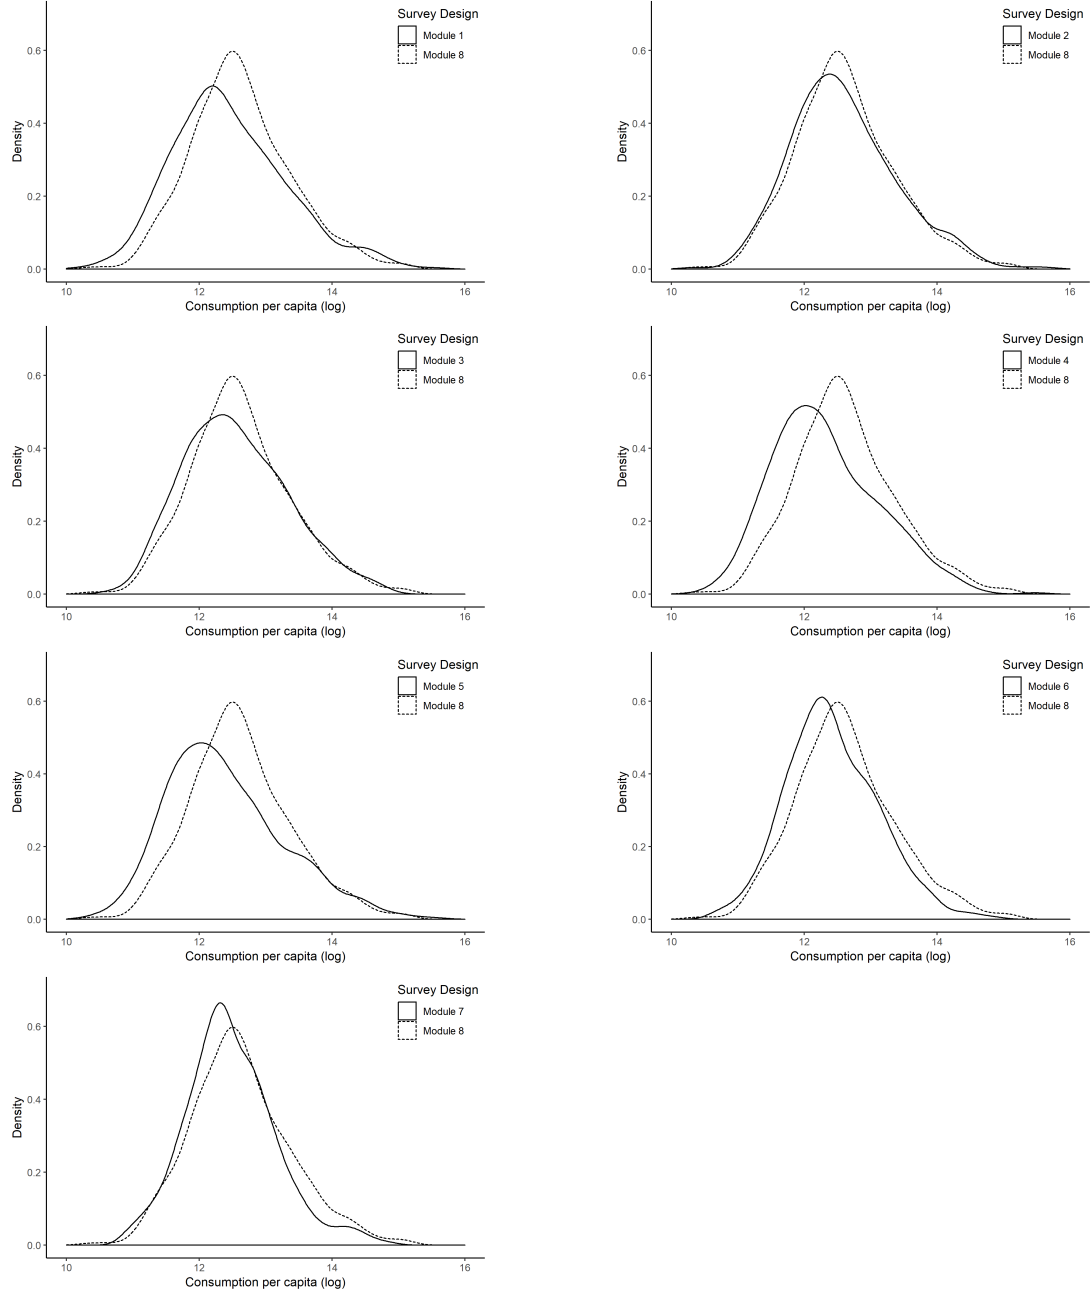 Survey Design
Module 1
Module 8
0.6
0.4
0.2
0.0
Density
10 12 14 16
Consumption per capita (log)
Survey Design
Module 2
Module 8
0.6
0.4
0.2
0.0
Density
10 12 14 16
Consumption per capita (log)
Survey Design
Module 3
Module 8
0.6
0.4
0.2
0.0
Density
10 12 14 16
Consumption per capita (log)
Survey Design
Module 4
Module 8
0.6
0.4
0.2
0.0
Density
10 12 14 16
Consumption per capita (log)
Survey Design
Module 5
Module 8
0.6
0.4
0.2
0.0
Density
10 12 14 16
Consumption per capita (log)
Survey Design
Module 6
Module 8
0.6
0.4
0.2
0.0
Density
10 12 14 16
Consumption per capita (log)
Survey Design
Module 7
Module 8
0.6
0.4
0.2
0.0
Density
10 12 14 16
Consumption per capita (log)